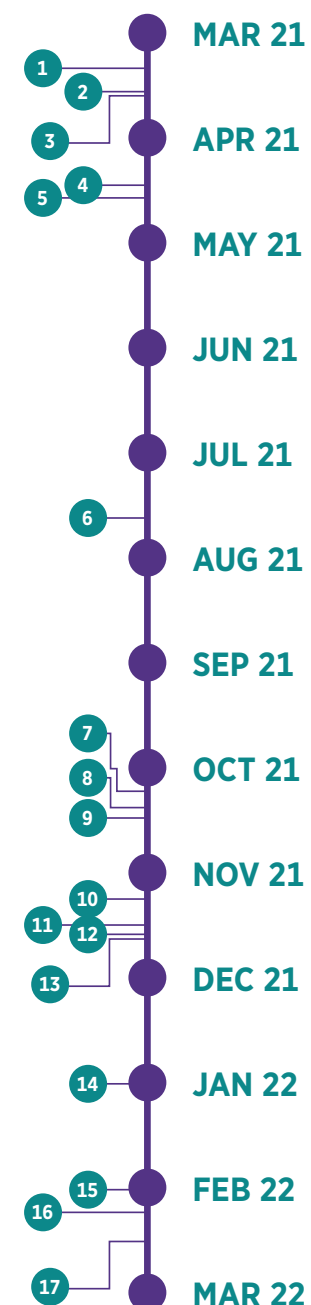 MAR 21
1
2
3
APR 21
4
5
MAY 21
JUN 21
JUL 21
6
AUG 21
SEP 21
7
OCT 21
8
9
NOV 21
10
11
12
13
DEC 21
14
JAN 22
15
FEB 22
16
17
MAR 22